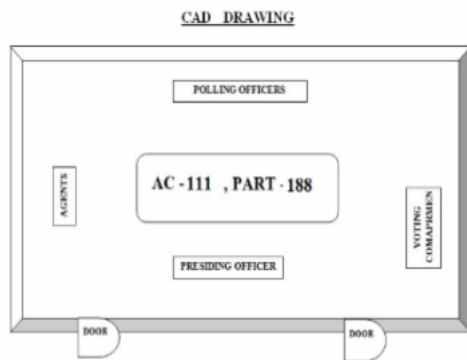 CAD DRAWING
POLLING OFFICERS
AGENTS
AC -111 , PART - 188
VOTING
COMAPRMEN
PRESIDING OFFICER
DOOR
DOOR